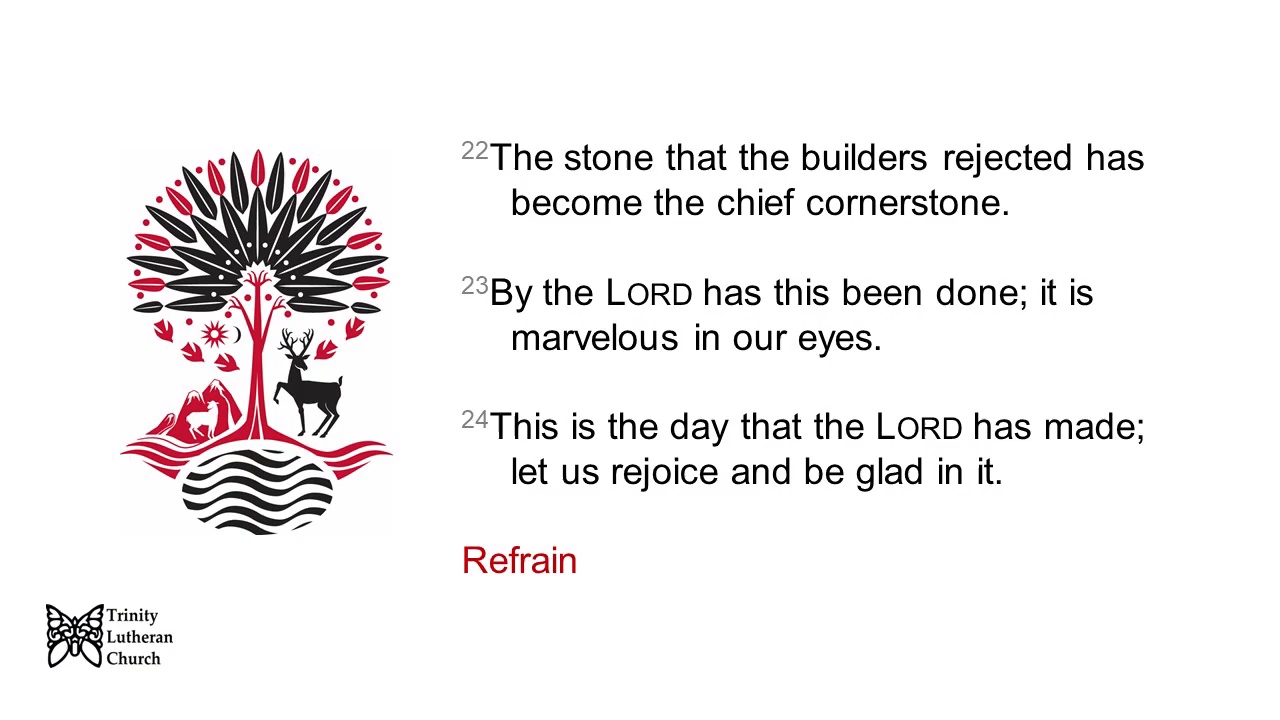 22The stone that the builders rejected has
become the chief cornerstone.
23By the LORD has this been done; it is
marvelous in our eyes.
24This is the day that the LORD has made;
let us rejoice and be glad in it.
Refrain
Trinity
Lutheran
Church